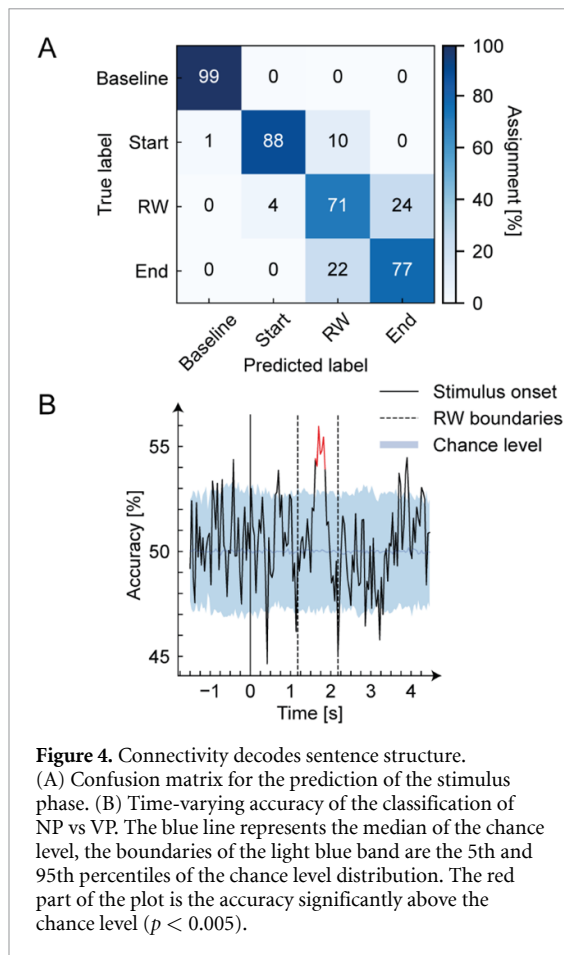 A
Baseline 99 0 0 0
Start 1 88 10 0
RW 0 4 71 24
End 0 0 22 77
True label
Baseline Start RW End
Predicted label
100
80
60
40
20
0
Assignment [%]
B
Stimulus onset
RW boundaries
Chance level
55
50
45
Accuracy [%]
−1 0 1 2 3 4
Time [s]
Figure 4. Connectivity decodes sentence structure.
(A) Confusion matrix for the prediction of the stimulus
phase. (B) Time-varying accuracy of the classification of
NP vs VP. The blue line represents the median of the chance
level, the boundaries of the light blue band are the 5th and
95th percentiles of the chance level distribution. The red
part of the plot is the accuracy significantly above the
chance level (p < 0.005).